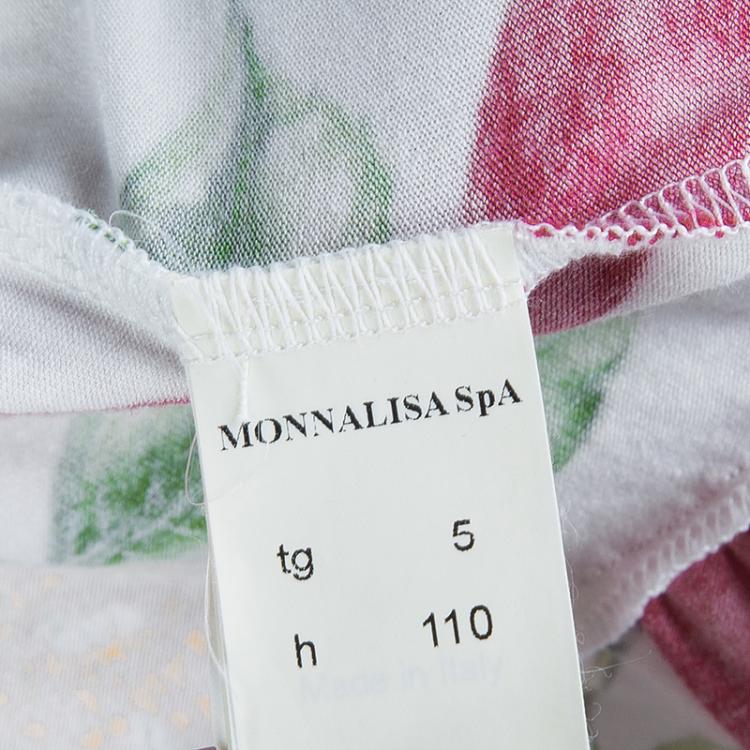 MONNALISA SpA
tg 5
h 110
Made in Italy